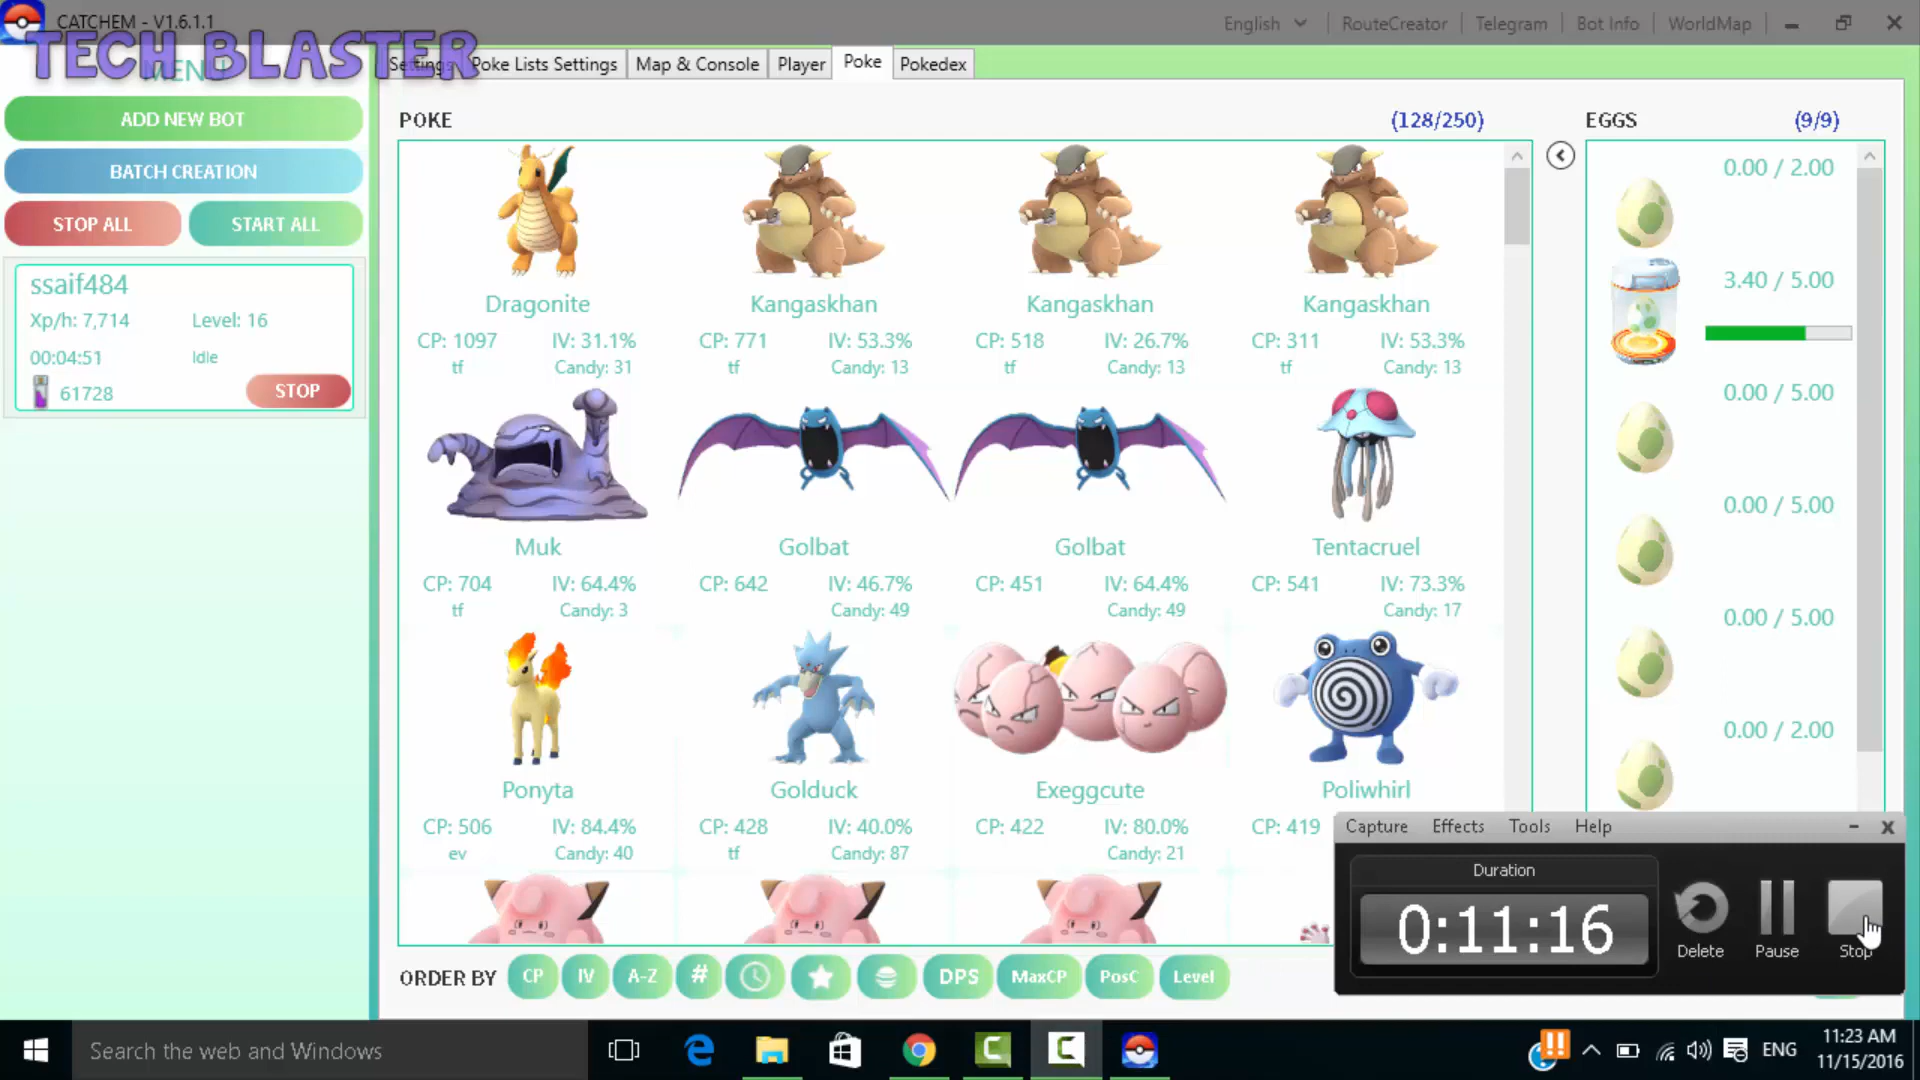 CATCHEM - V1.6.1.1
English
RouteCreator
Telegram
Bot Info
WorldMap
TECH BLASTER
MENU
Settings
Poke Lists Settings
Map & Console
Player
Poke
Pokedex
ADD NEW BOT
BATCH CREATION
STOP ALL
START ALL
ssaif484
Xp/h: 7,714
Level: 16
00:04:51
Idle
61728
STOP
POKE
(128/250)
Dragonite
Kangaskhan
Kangaskhan
Kangaskhan
CP: 1097
IV: 31.1%
CP: 771
IV: 53.3%
CP: 518
IV: 26.7%
CP: 311
IV: 53.3%
tf
Candy: 31
tf
Candy: 13
tf
Candy: 13
tf
Candy: 13
Muk
Golbat
Golbat
Tentacruel
CP: 704
IV: 64.4%
CP: 642
IV: 46.7%
CP: 451
IV: 64.4%
CP: 541
IV: 73.3%
tf
Candy: 3
Candy: 49
Candy: 49
Candy: 17
Ponyta
Golduck
Exeggcute
Poliwhirl
CP: 506
IV: 84.4%
CP: 428
IV: 40.0%
CP: 422
IV: 80.0%
CP: 419
ev
Candy: 40
tf
Candy: 87
Candy: 21
ORDER BY
CP
IV
A-Z
#
DPS
MaxCP
PosC
Level
EGGS
(9/9)
0.00 / 2.00
3.40 / 5.00
0.00 / 5.00
0.00 / 5.00
0.00 / 5.00
0.00 / 2.00
Capture
Effects
Tools
Help
Duration
0:11:16
Delete
Pause
Stop
Search the web and Windows
ENG
11:23 AM
11/15/2016